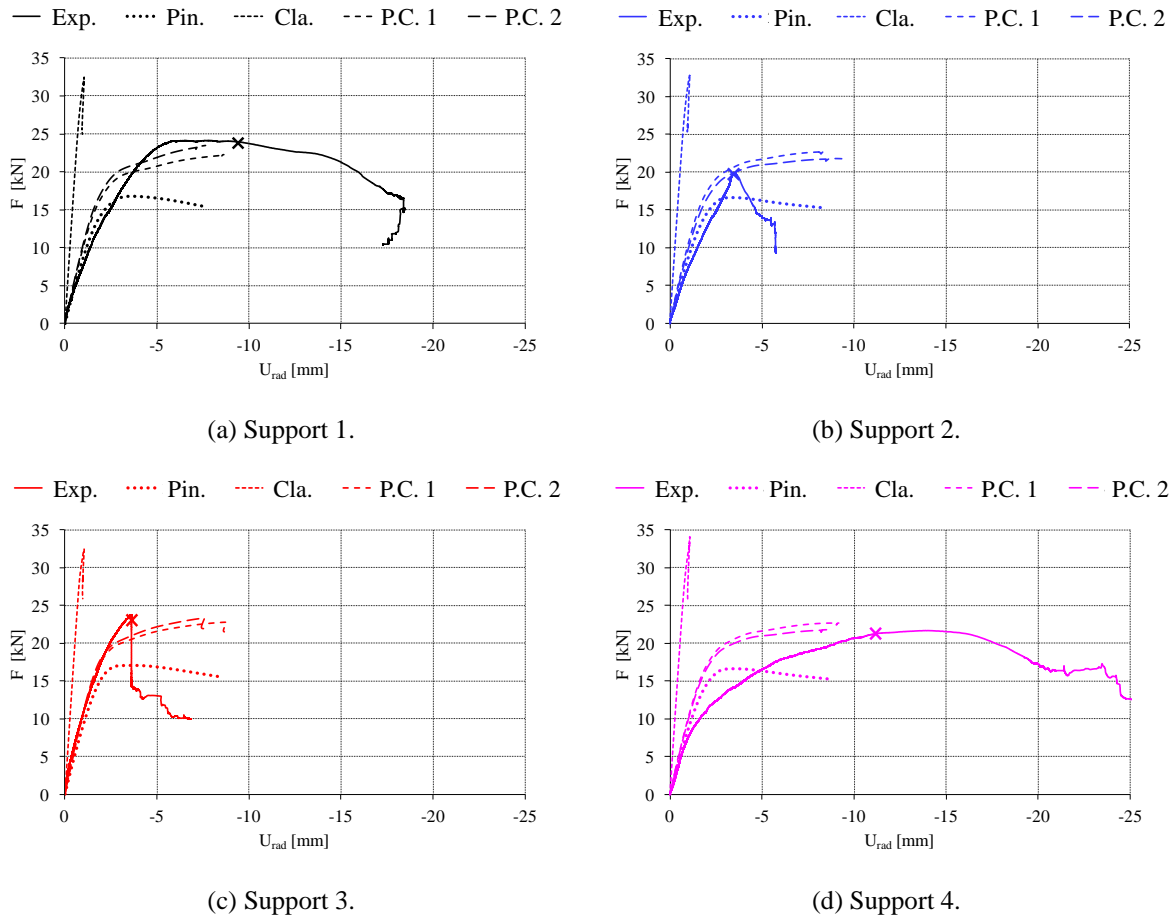 Exp. Pin. Cla. P.C. 1 P.C. 2
35
30
25
20
15
10
5
0
F [kN]
0 -5 -10 -15 -20 -25
Urad [mm]
(a) Support 1.
Exp. Pin. Cla. P.C. 1 P.C. 2
35
30
25
20
15
10
5
0
F [kN]
0 -5 -10 -15 -20 -25
Urad [mm]
(b) Support 2.
Exp. Pin. Cla. P.C. 1 P.C. 2
35
30
25
20
15
10
5
0
F [kN]
0 -5 -10 -15 -20 -25
Urad [mm]
(c) Support 3.
Exp. Pin. Cla. P.C. 1 P.C. 2
35
30
25
20
15
10
5
0
F [kN]
0 -5 -10 -15 -20 -25
Urad [mm]
(d) Support 4.